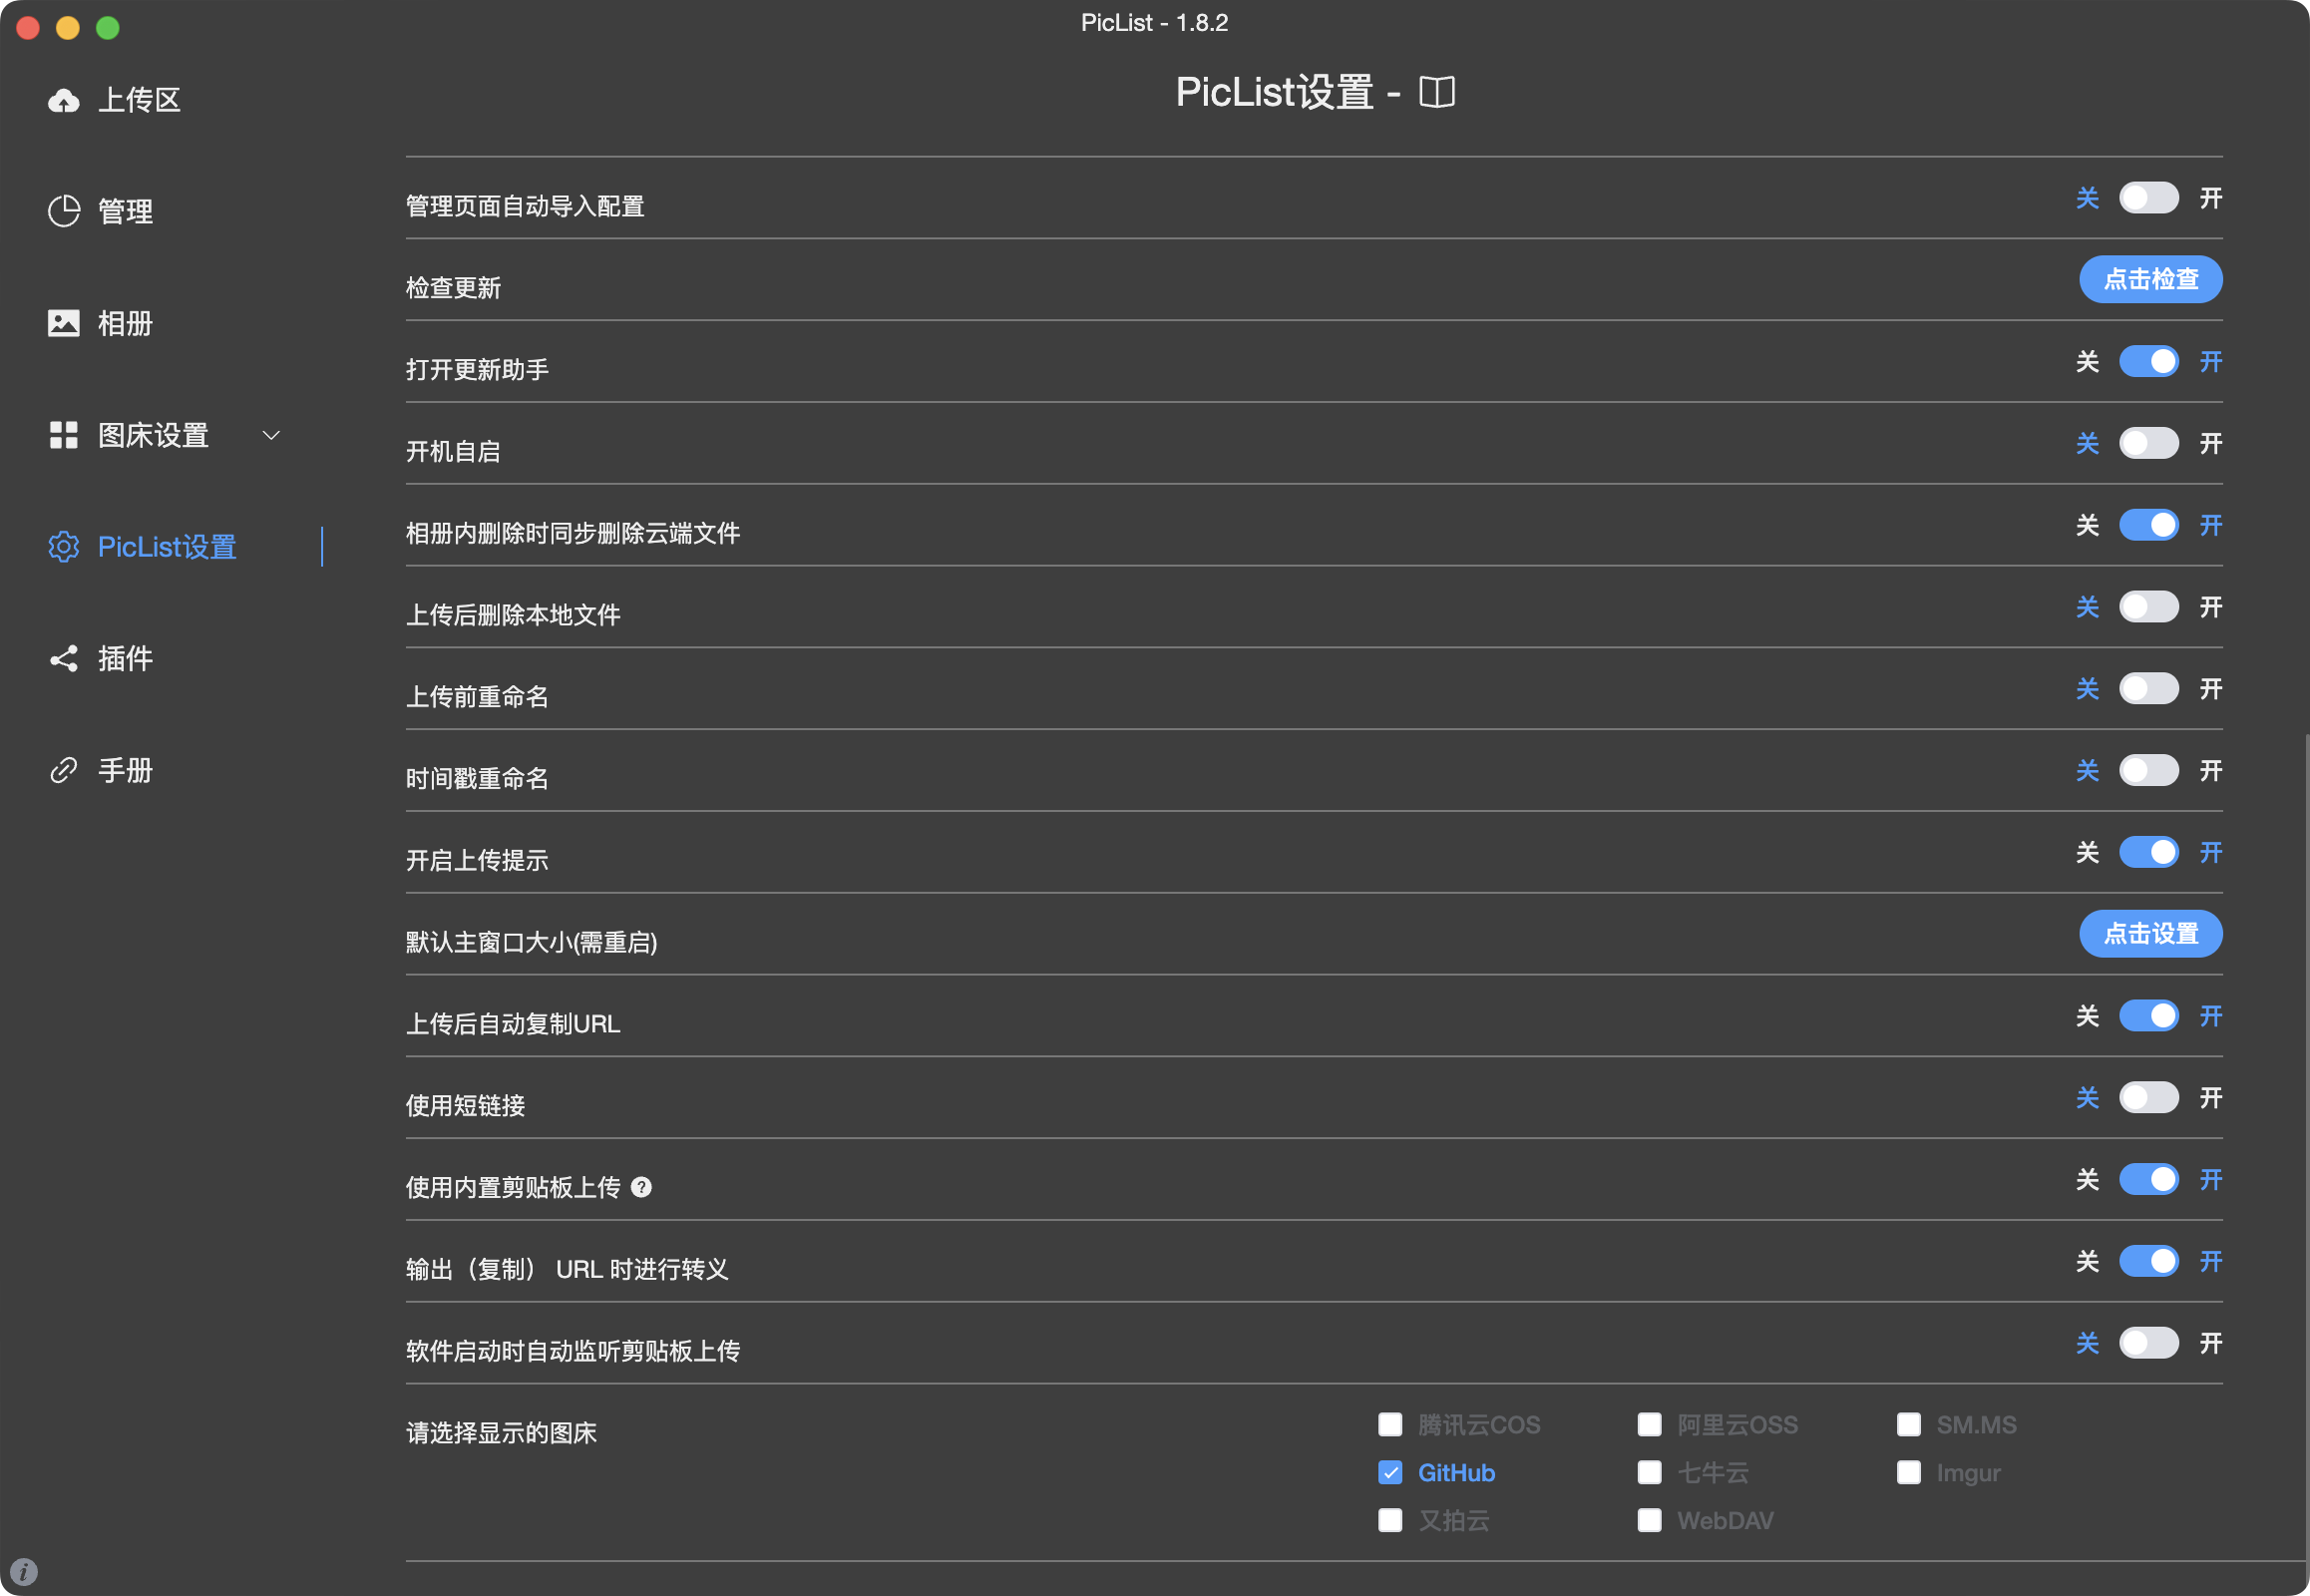 PicList - 1.8.2
上传区
管理
相册
图床设置
PicList设置
插件
手册
PicList设置 -
管理页面自动导入配置 关 开
检查更新 点击检查
打开更新助手 关 开
开机自启 关 开
相册内删除时同步删除云端文件 关 开
上传后删除本地文件 关 开
上传前重命名 关 开
时间戳重命名 关 开
开启上传提示 关 开
默认主窗口大小(需重启) 点击设置
上传后自动复制URL 关 开
使用短链接 关 开
使用内置剪贴板上传 ? 关 开
输出（复制） URL 时进行转义 关 开
软件启动时自动监听剪贴板上传 关 开
请选择显示的图床 腾讯云COS 阿里云OSS SM.MS
GitHub 七牛云 Imgur
又拍云 WebDAV
i